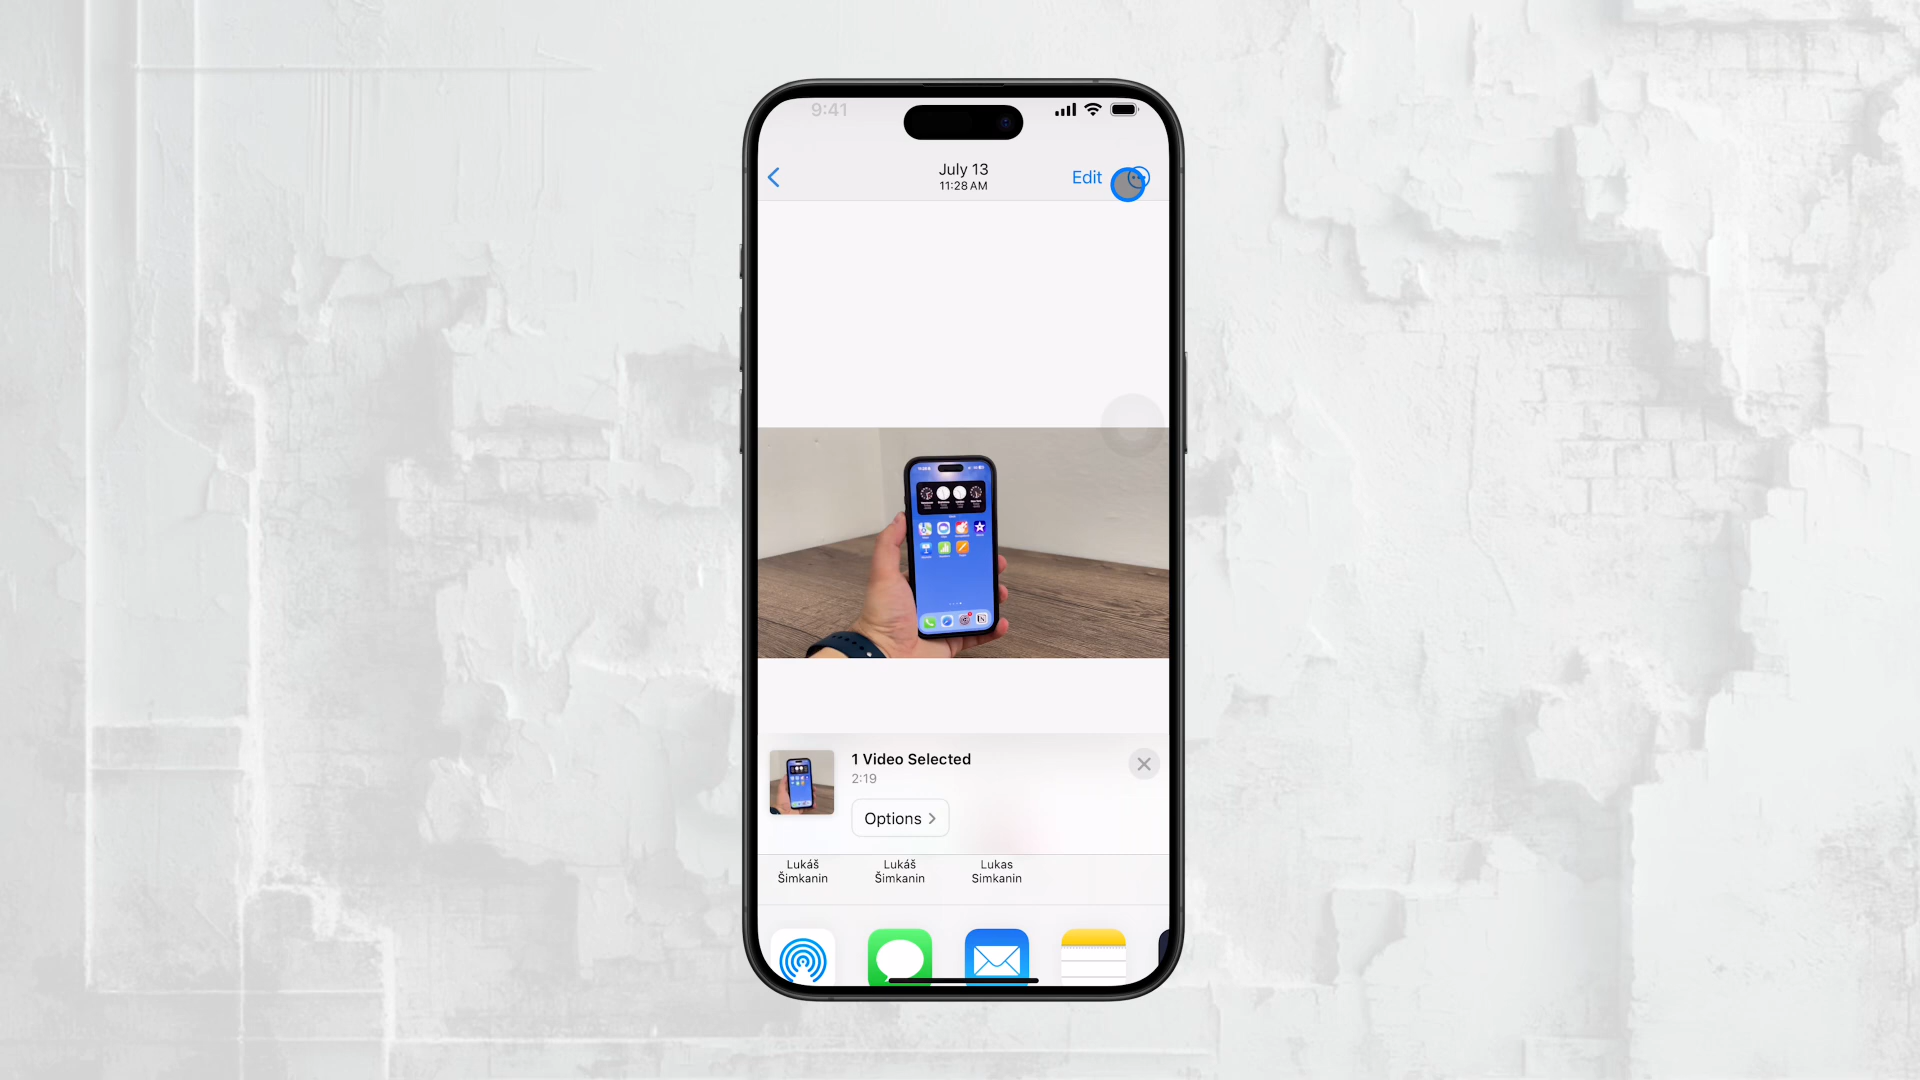 9:41
July 13
11:28 AM
Edit
1 Video Selected
2:19
Options
Lukáš
Šimkanin
Lukáš
Šimkanin
Lukas
Simkanin